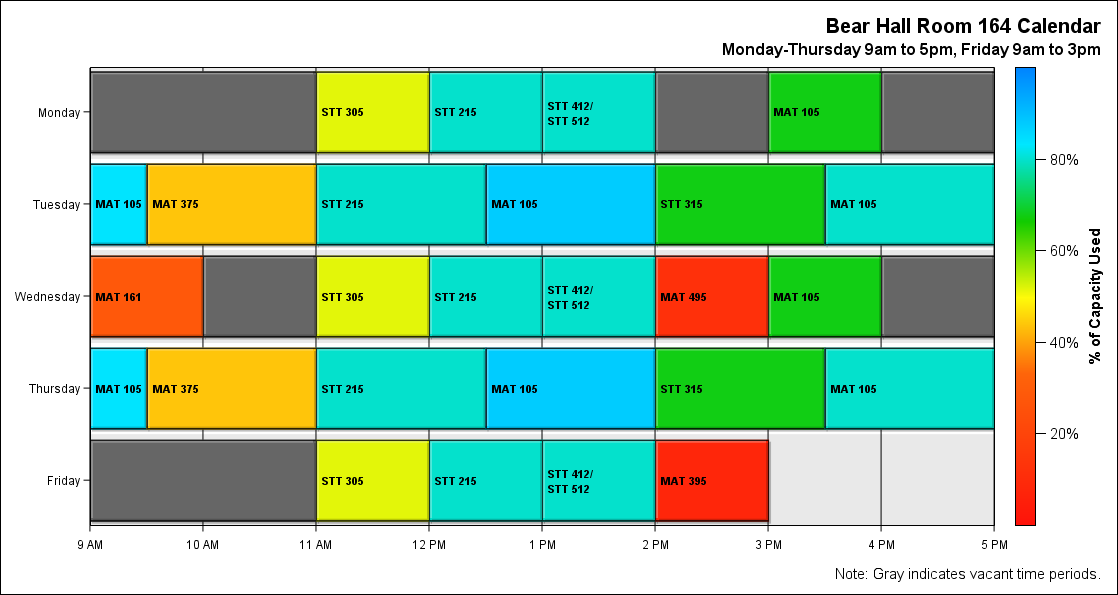 Bear Hall Room 164 Calendar
Monday-Thursday 9am to 5pm, Friday 9am to 3pm
Monday
STT 305
STT 215
STT 412/
STT 512
MAT 105
Tuesday
MAT 105
MAT 375
STT 215
MAT 105
STT 315
MAT 105
Wednesday
MAT 161
STT 305
STT 215
STT 412/
STT 512
MAT 495
MAT 105
Thursday
MAT 105
MAT 375
STT 215
MAT 105
STT 315
MAT 105
Friday
STT 305
STT 215
STT 412/
STT 512
MAT 395
9 AM
10 AM
11 AM
12 PM
1 PM
2 PM
3 PM
4 PM
5 PM
80%
60%
40%
20%
% of Capacity Used
Note: Gray indicates vacant time periods.